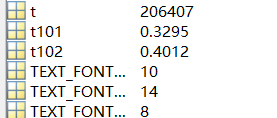 t 206407
t101 0.3295
t102 0.4012
TEXT_FONT... 10
TEXT_FONT... 14
TEXT_FONT... 8